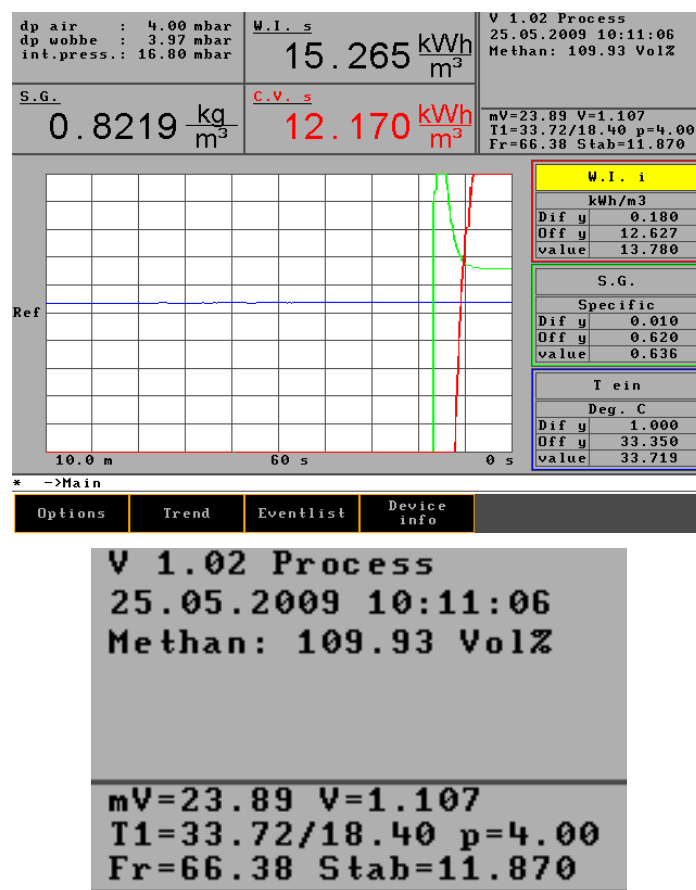 dp air    :  4.00 mbar
dp wobbe  :  3.97 mbar
int.press.: 16.80 mbar
W.I. s
15.265 kWh/m³
V 1.02 Process
25.05.2009 10:11:06
Methan: 109.93 Vol%
S.G.
0.8219 kg/m³
C.V. s
12.170 kWh/m³
mV=23.89 V=1.107
T1=33.72/18.40 p=4.00
Fr=66.38 Stab=11.870
Ref
10.0 m 60 s 0 s
W.I. i
kWh/m3
Dif y 0.180
Off y 12.627
value 13.780
S.G.
Specific
Dif y 0.010
Off y 0.620
value 0.636
T ein
Deg. C
Dif y 1.000
Off y 33.350
value 33.719
* ->Main
Options Trend Eventlist Device info
V 1.02 Process
25.05.2009 10:11:06
Methan: 109.93 Vol%
mV=23.89 V=1.107
T1=33.72/18.40 p=4.00
Fr=66.38 Stab=11.870